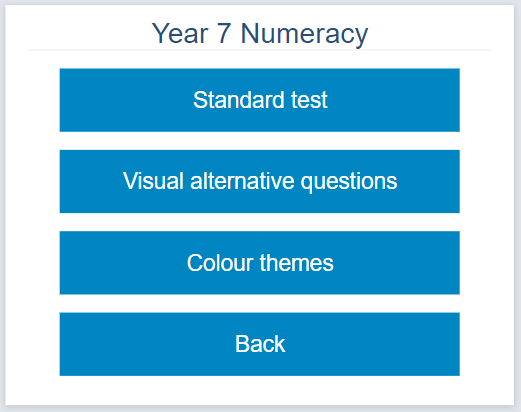 Year 7 Numeracy
Standard test
Visual alternative questions
Colour themes
Back